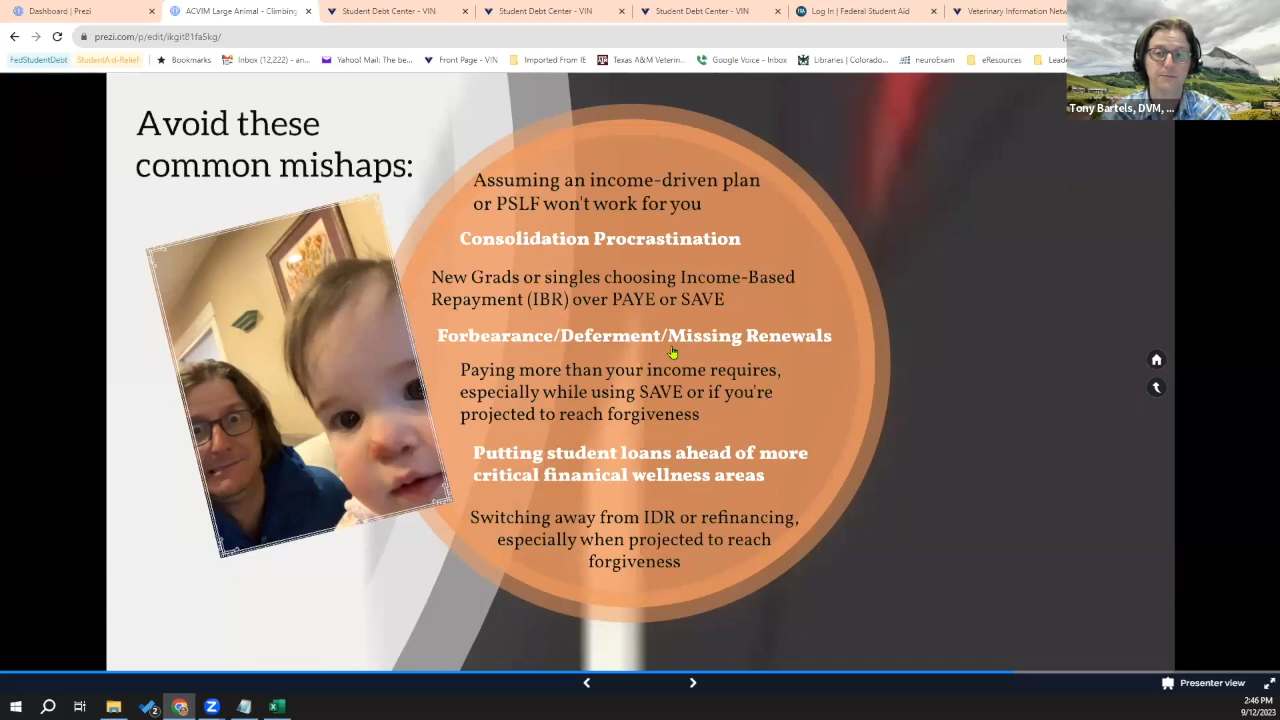 Dashboard | Prezi
ACVIM Large Animal - Climbing
Student Debt Center - VIN
Student Debt Center - VIN
Student Debt Center - VIN
Log In | Federal Student Aid
Veterinary Information Netw
prezi.com/p/edit/ikgit81fa5kg/
FedStudentDebt
StudentAid-Relief
Bookmarks
Inbox (12,222) - an...
Yahoo! Mail: The be...
Front Page - VIN
Imported From IE
Texas A&M Veterin...
Google Voice - Inbox
Libraries | Colorado...
neuroExam
eResources
Tony Bartels, DVM, ...
Avoid these
common mishaps:
Assuming an income-driven plan
or PSLF won't work for you
Consolidation Procrastination
New Grads or singles choosing Income-Based
Repayment (IBR) over PAYE or SAVE
Forbearance/Deferment/Missing Renewals
Paying more than your income requires,
especially while using SAVE or if you're
projected to reach forgiveness
Putting student loans ahead of more
critical finanical wellness areas
Switching away from IDR or refinancing,
especially when projected to reach
forgiveness
Presenter view
2
2:46 PM
9/12/2023